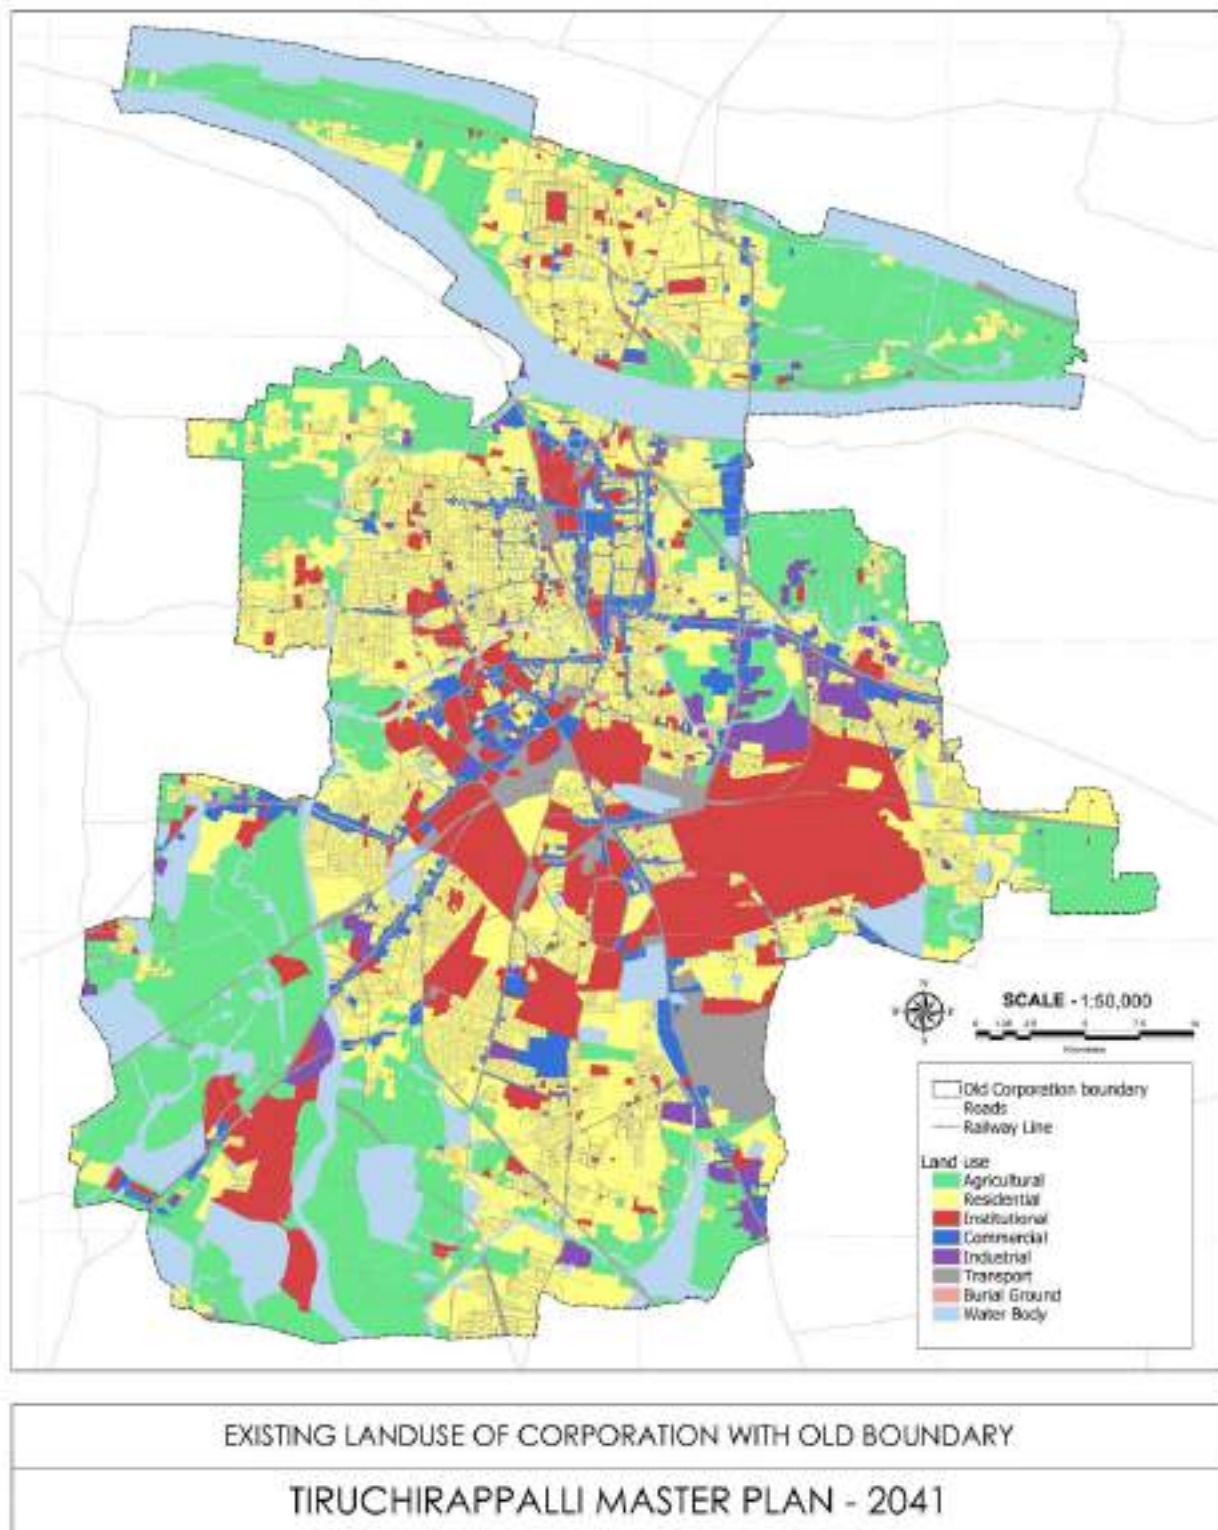 N
SCALE - 1:50,000
Kilometers
Old Corporation boundary
Roads
Railway Line
Land use
Agricultural
Residential
Institutional
Commercial
Industrial
Transport
Burial Ground
Water Body
EXISTING LANDUSE OF CORPORATION WITH OLD BOUNDARY
TIRUCHIRAPPALLI MASTER PLAN - 2041